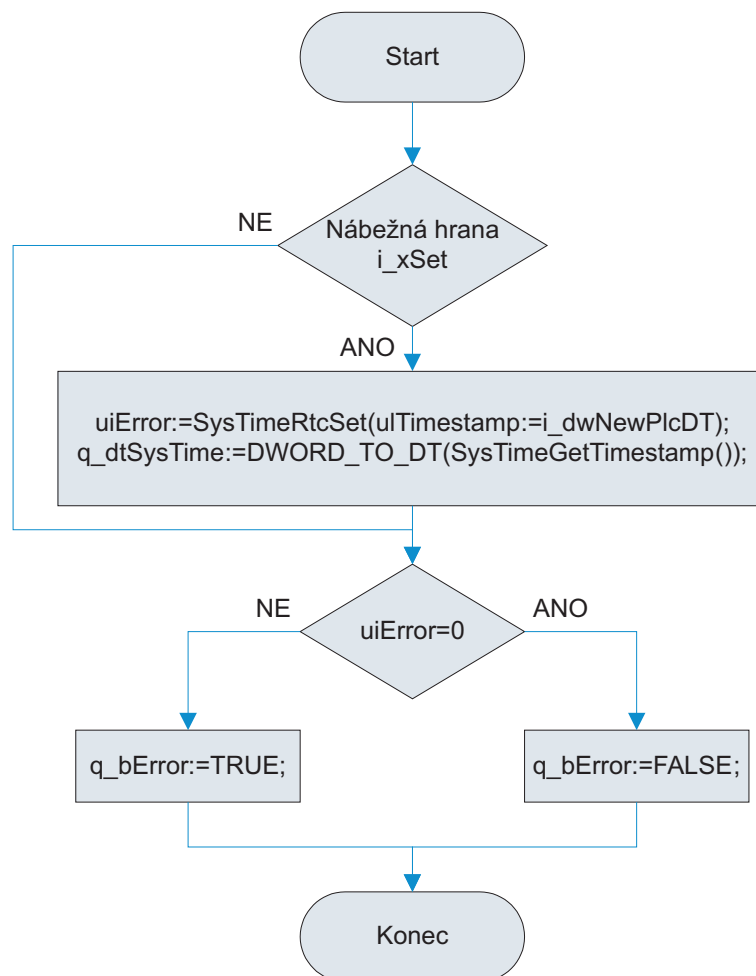 Start
NE
Nábežná hrana
i_xSet
ANO
uiError:=SysTimeRtcSet(ulTimestamp:=i_dwNewPlcDT);
q_dtSysTime:=DWORD_TO_DT(SysTimeGetTimestamp());
NE
ANO
uiError=0
q_bError:=TRUE;
q_bError:=FALSE;
Konec